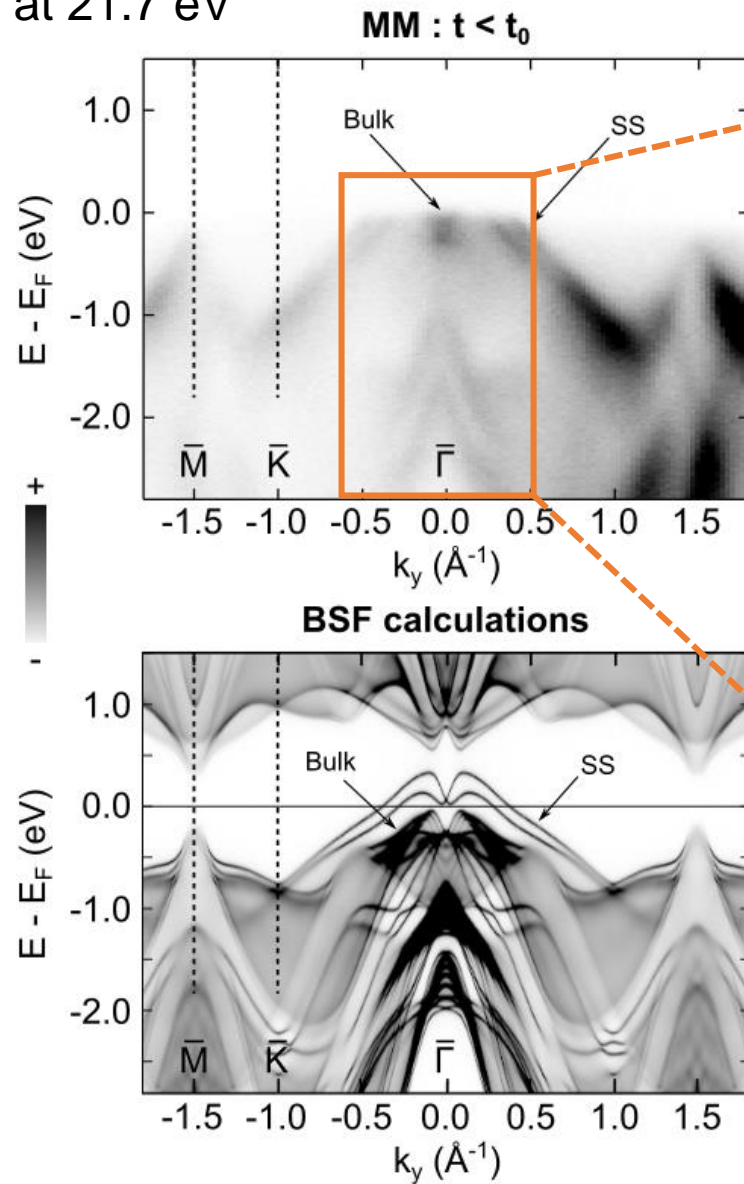 at 21.7 eV
MM : t < t₀
Bulk
SS
1.0
0.0
-1.0
-2.0
E - E_F (eV)
M̄ K̄ Γ̄
-1.5 -1.0 -0.5 0.0 0.5 1.0 1.5
k_y (Å⁻¹)
+
-
BSF calculations
Bulk
SS
1.0
0.0
-1.0
-2.0
E - E_F (eV)
M̄ K̄ Γ̄
-1.5 -1.0 -0.5 0.0 0.5 1.0 1.5
k_y (Å⁻¹)